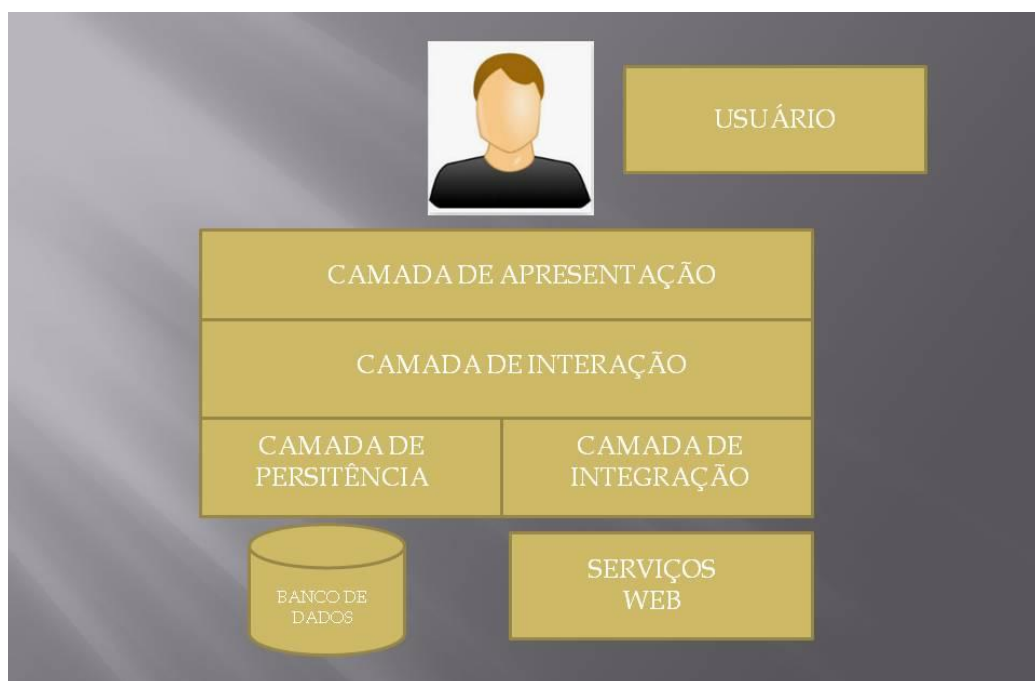 USUÁRIO
CAMADA DE APRESENTAÇÃO
CAMADA DE INTERAÇÃO
CAMADA DE
PERSITÊNCIA
CAMADA DE
INTEGRAÇÃO
BANCO DE
DADOS
SERVIÇOS
WEB